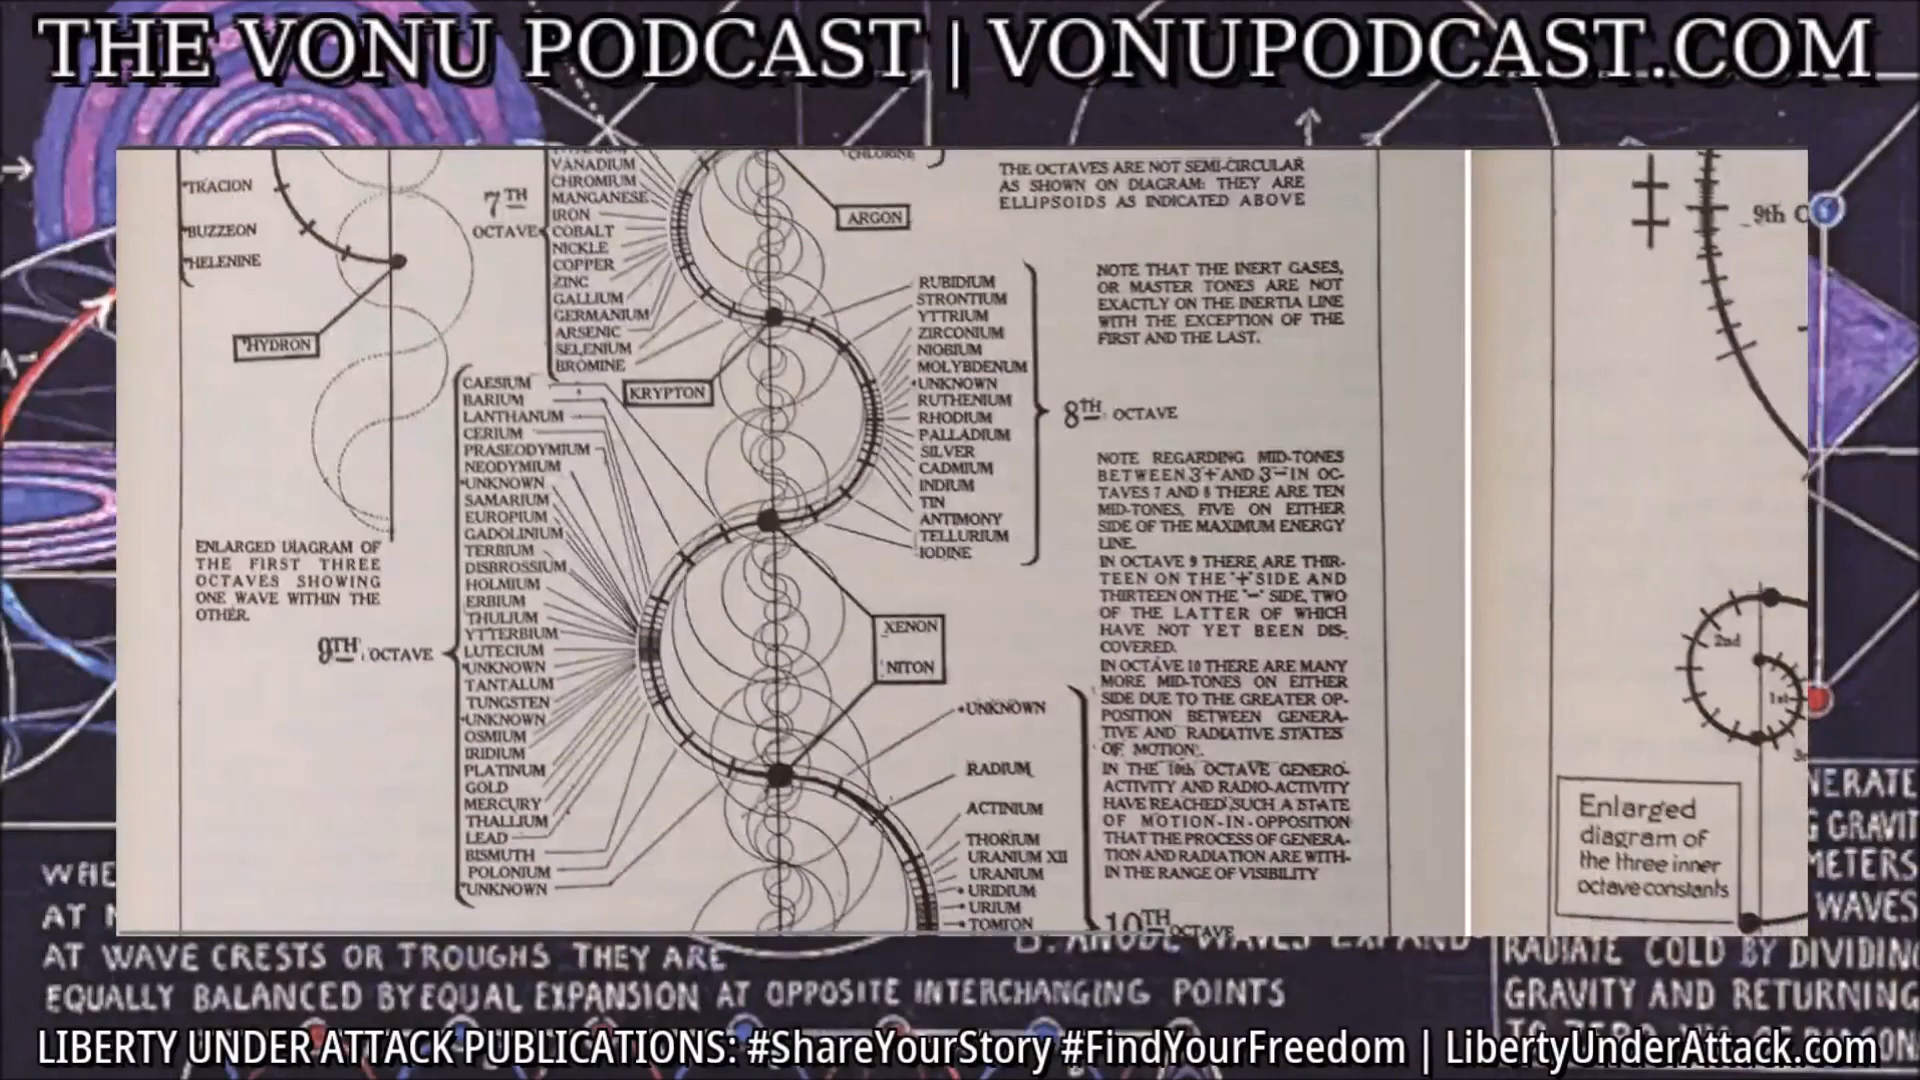 THE VONU PODCAST | VONUPODCAST.COM
TRACION
BUZZEON
HELENINE
HYDRON
ENLARGED DIAGRAM OF
THE FIRST THREE
OCTAVES SHOWING
ONE WAVE WITHIN THE
OTHER.
7TH
OCTAVE
VANADIUM
CHROMIUM
MANGANESE
IRON
COBALT
NICKLE
COPPER
ZINC
GALLIUM
GERMANIUM
ARSENIC
SELENIUM
BROMINE
CHLORINE
ARGON
KRYPTON
9TH OCTAVE
CAESIUM
BARIUM
LANTHANUM
CERIUM
PRASEODYMIUM
NEODYMIUM
UNKNOWN
SAMARIUM
EUROPIUM
GADOLINIUM
TERBIUM
DISBROSSIUM
HOLMIUM
ERBIUM
THULIUM
YTTERBIUM
LUTECIUM
UNKNOWN
TANTALUM
TUNGSTEN
UNKNOWN
OSMIUM
IRIDIUM
PLATINUM
GOLD
MERCURY
THALLIUM
LEAD
BISMUTH
POLONIUM
UNKNOWN
RUBIDIUM
STRONTIUM
YTTRIUM
ZIRCONIUM
NIOBIUM
MOLYBDENUM
UNKNOWN
RUTHENIUM
RHODIUM
PALLADIUM
SILVER
CADMIUM
INDIUM
TIN
ANTIMONY
TELLURIUM
IODINE
8TH OCTAVE
XENON
NITON
UNKNOWN
RADIUM
ACTINIUM
THORIUM
URANIUM XII
URANIUM
URIDIUM
URIUM
TOMION
10TH OCTAVE
THE OCTAVES ARE NOT SEMI-CIRCULAR
AS SHOWN ON DIAGRAM: THEY ARE
ELLIPSOIDS AS INDICATED ABOVE
NOTE THAT THE INERT GASES,
OR MASTER TONES ARE NOT
EXACTLY ON THE INERTIA LINE
WITH THE EXCEPTION OF THE
FIRST AND THE LAST.
NOTE REGARDING MID-TONES
BETWEEN 3+ AND 3- IN OC-
TAVES 7 AND 8 THERE ARE TEN
MID-TONES, FIVE ON EITHER
SIDE OF THE MAXIMUM ENERGY
LINE.
IN OCTAVE 9 THERE ARE THIR-
TEEN ON THE "+" SIDE AND
THIRTEEN ON THE "-" SIDE, TWO
OF THE LATTER OF WHICH
HAVE NOT YET BEEN DIS-
COVERED.
IN OCTAVE 10 THERE ARE MANY
MORE MID-TONES ON EITHER
SIDE DUE TO THE GREATER OP-
POSITION BETWEEN GENERA-
TIVE AND RADIATIVE STATES
OF MOTION.
IN THE 10th OCTAVE GENERO-
ACTIVITY AND RADIO-ACTIVITY
HAVE REACHED SUCH A STATE
OF MOTION-IN-OPPOSITION
THAT THE PROCESS OF GENERA-
TION AND RADIATION ARE WITH-
IN THE RANGE OF VISIBILITY
9th
2nd
1st
Enlarged
diagram of
the three inner
octave constants
NERATE
GRAVIT
METERS
WAVES
WHE
AT
AT WAVE CRESTS OR TROUGHS THEY ARE
EQUALLY BALANCED BY EQUAL EXPANSION AT OPPOSITE INTERCHANGING POINTS
B. ANODE WAVES EXPAND
RADIATE COLD BY DIVIDING
GRAVITY AND RETURNING
LIBERTY UNDER ATTACK PUBLICATIONS: #ShareYourStory #FindYourFreedom | LibertyUnderAttack.com